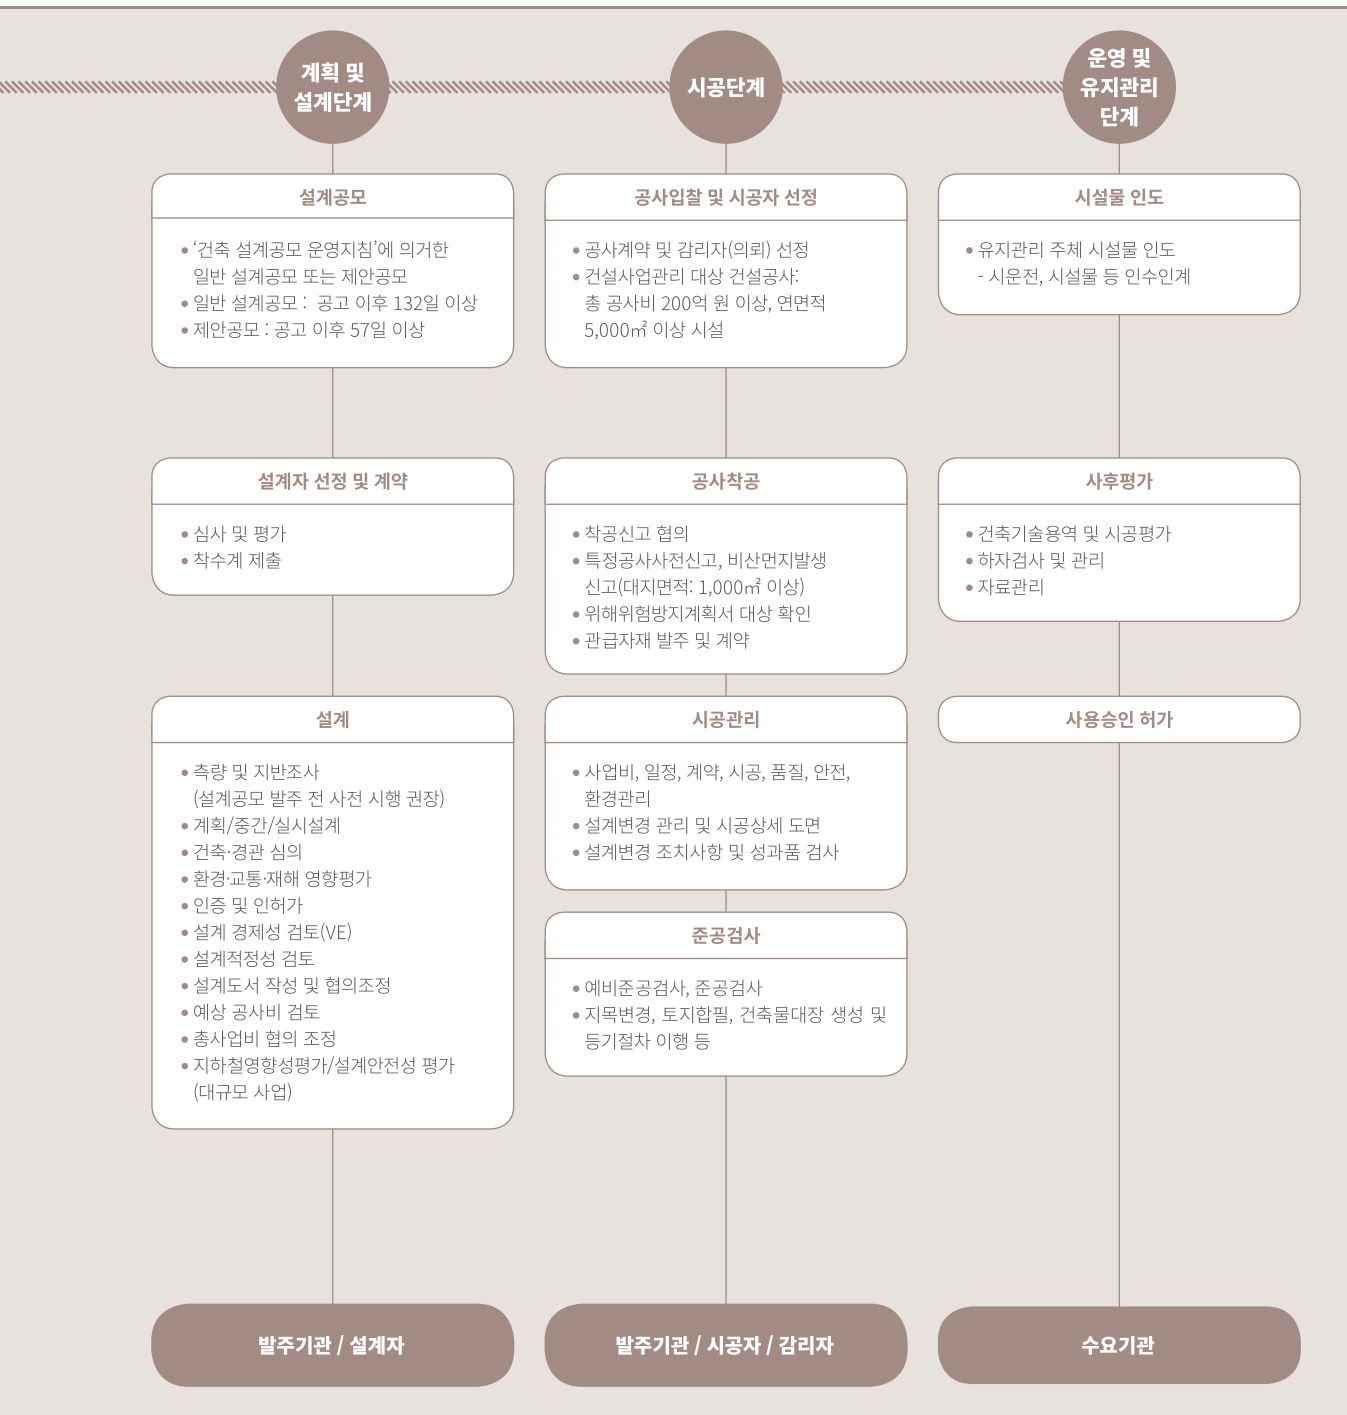 계획 및
설계단계
설계공모
• ‘건축 설계공모 운영지침’에 의거한
일반 설계공모 또는 제안공모
• 일반 설계공모 : 공고 이후 132일 이상
• 제안공모 : 공고 이후 57일 이상
설계자 선정 및 계약
• 심사 및 평가
• 착수계 제출
설계
• 측량 및 지반조사
(설계공모 발주 전 사전 시행 권장)
• 계획/중간/실시설계
• 건축·경관 심의
• 환경·교통·재해 영향평가
• 인증 및 인허가
• 설계 경제성 검토(VE)
• 설계적정성 검토
• 설계도서 작성 및 협의조정
• 예상 공사비 검토
• 총사업비 협의 조정
• 지하철영향성평가/설계안전성 평가
(대규모 사업)
발주기관 / 설계자
시공단계
공사입찰 및 시공자 선정
• 공사계약 및 감리자(의뢰) 선정
• 건설사업관리 대상 건설공사:
총 공사비 200억 원 이상, 연면적
5,000㎡ 이상 시설
공사착공
• 착공신고 협의
• 특정공사사전신고, 비산먼지발생
신고(대지면적: 1,000㎡ 이상)
• 위해위험방지계획서 대상 확인
• 관급자재 발주 및 계약
시공관리
• 사업비, 일정, 계약, 시공, 품질, 안전,
환경관리
• 설계변경 관리 및 시공상세 도면
• 설계변경 조치사항 및 성과품 검사
준공검사
• 예비준공검사, 준공검사
• 지목변경, 토지합필, 건축물대장 생성 및
등기절차 이행 등
발주기관 / 시공자 / 감리자
운영 및
유지관리
단계
시설물 인도
• 유지관리 주체 시설물 인도
- 시운전, 시설물 등 인수인계
사후평가
• 건축기술용역 및 시공평가
• 하자검사 및 관리
• 자료관리
사용승인 허가
수요기관